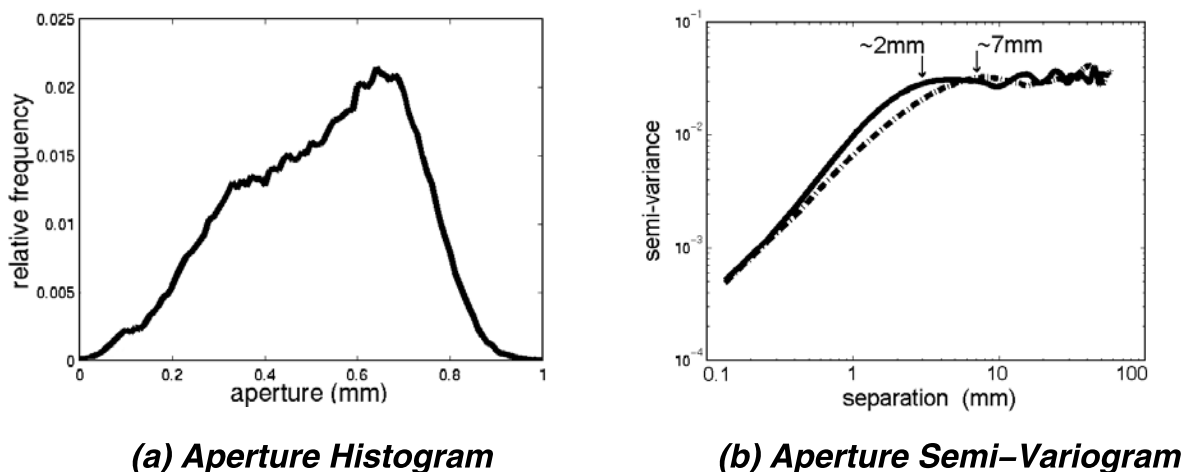 0.025
0.02
0.015
0.01
0.005
0
relative frequency
0 0.2 0.4 0.6 0.8 1
aperture (mm)
(a) Aperture Histogram
10⁻¹
10⁻²
10⁻³
10⁻⁴
semi-variance
~2mm
~7mm
0.1 1 10 100
separation (mm)
(b) Aperture Semi−Variogram